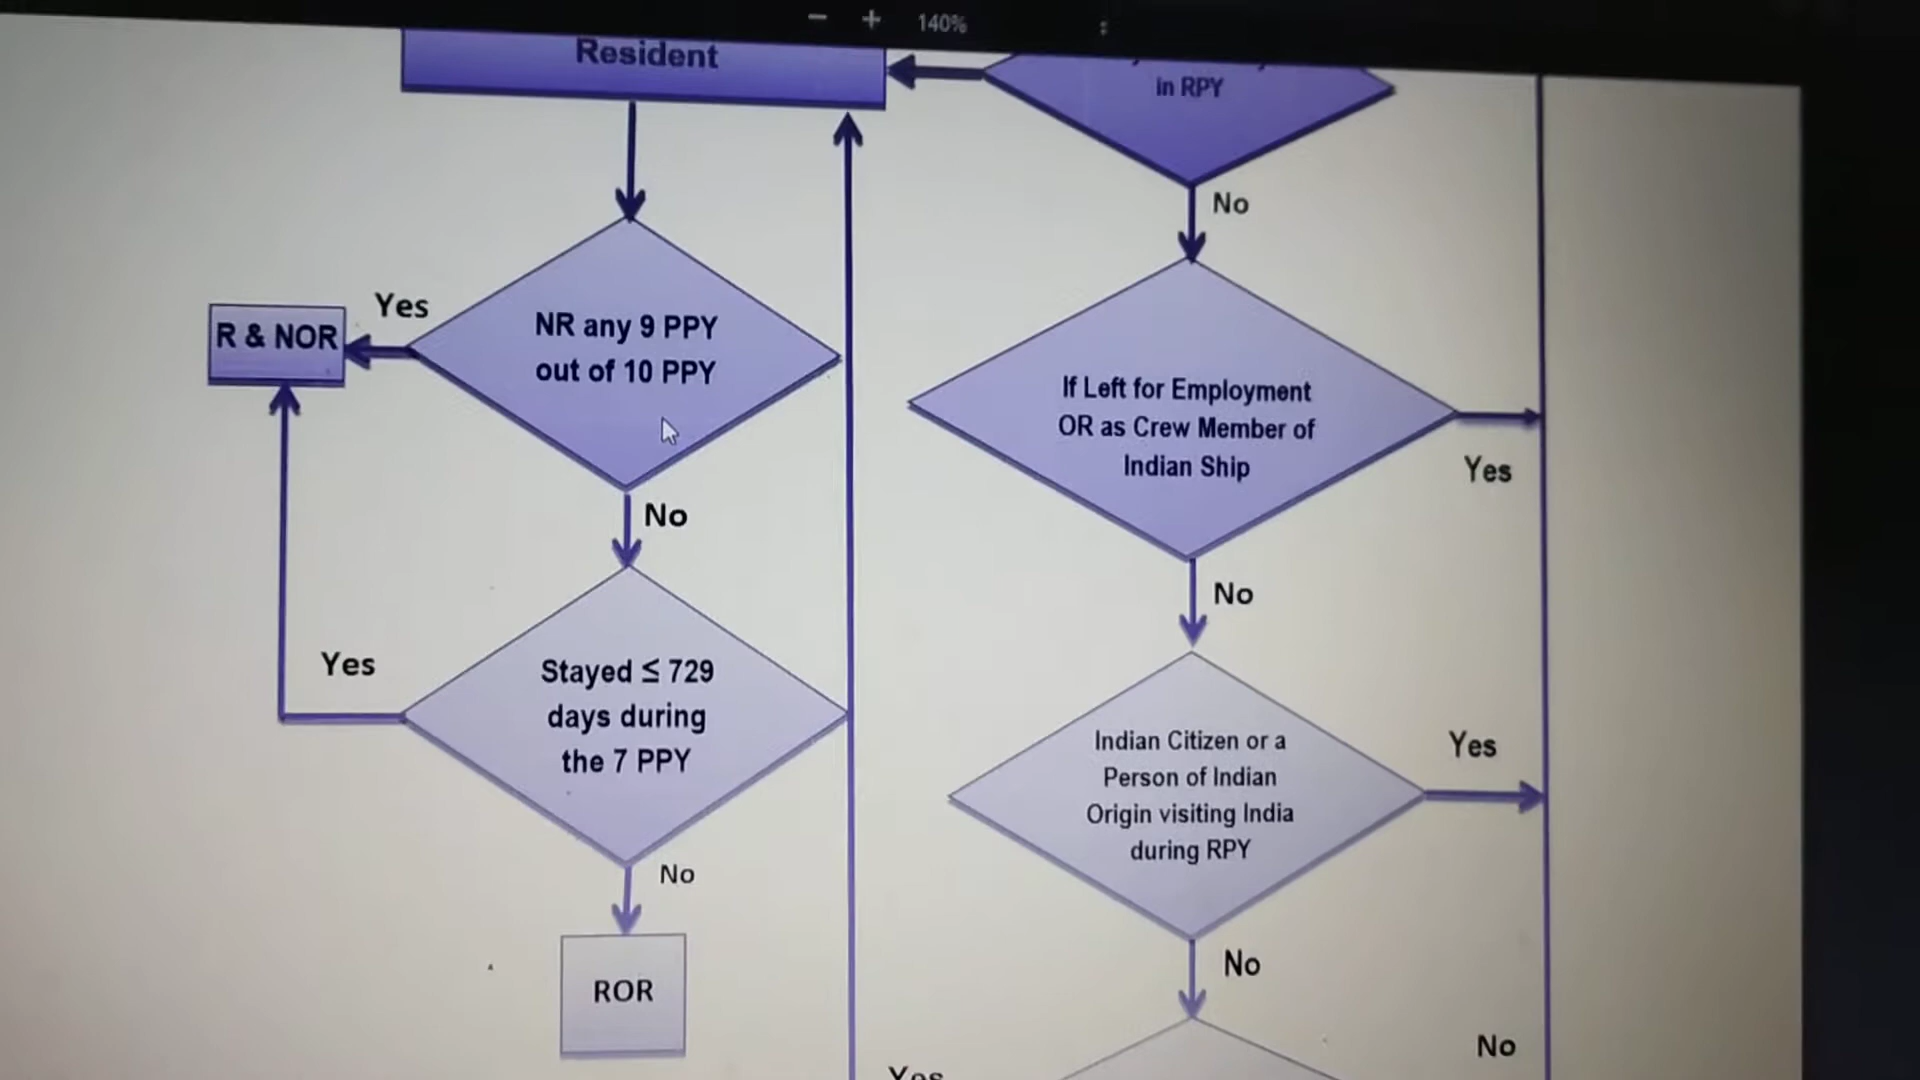 140%
Resident
in RPY
No
Yes
R & NOR
NR any 9 PPY
out of 10 PPY
If Left for Employment
OR as Crew Member of
Indian Ship
Yes
No
No
Yes
Stayed ≤ 729
days during
the 7 PPY
Indian Citizen or a
Person of Indian
Origin visiting India
during RPY
Yes
No
No
ROR
No
Yes